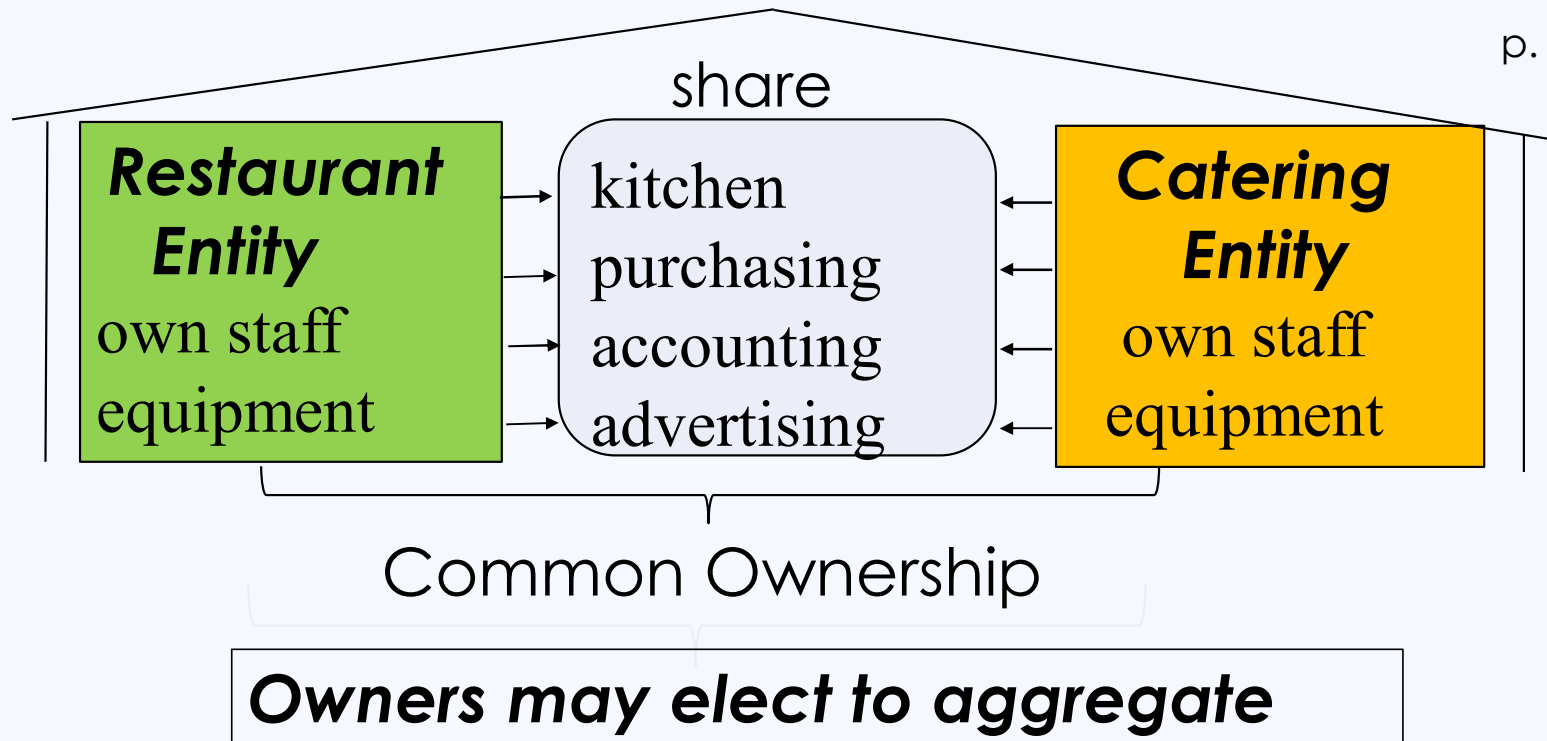 p.
share
Restaurant
Entity
own staff
equipment
kitchen
purchasing
accounting
advertising
Catering
Entity
own staff
equipment
Common Ownership
Owners may elect to aggregate